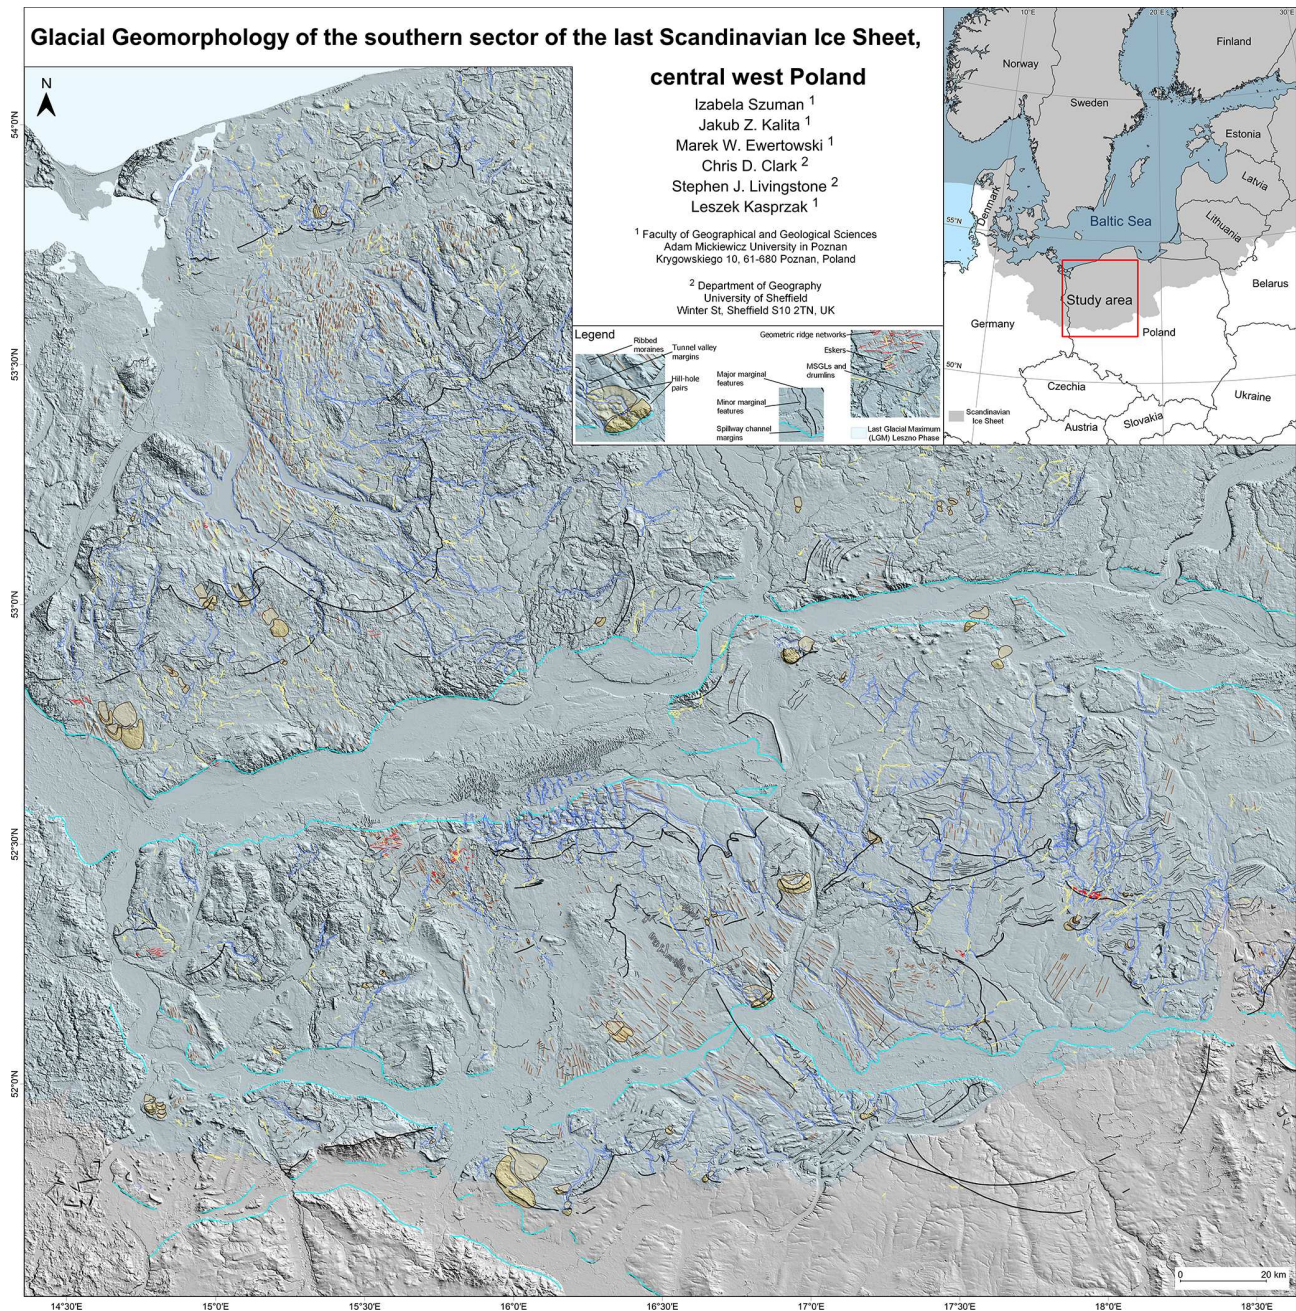 Glacial Geomorphology of the southern sector of the last Scandinavian Ice Sheet,
central west Poland
Izabela Szuman 1
Jakub Z. Kalita 1
Marek W. Ewertowski 1
Chris D. Clark 2
Stephen J. Livingstone 2
Leszek Kasprzak 1
1 Faculty of Geographical and Geological Sciences
Adam Mickiewicz University in Poznan
Krygowskiego 10, 61-680 Poznan, Poland
2 Department of Geography
University of Sheffield
Winter St, Sheffield S10 2TN, UK
N
Legend
Ribbed
moraines
Tunnel valley
margins
Hill-hole
pairs
Major marginal
features
Minor marginal
features
Spillway channel
margins
Geometric ridge networks
Eskers
MSGLs and
drumlins
Last Glacial Maximum
(LGM) Leszno Phase
10°E
20°E
30°E
55°N
50°N
Norway
Sweden
Finland
Estonia
Latvia
Lithuania
Denmark
Baltic Sea
Belarus
Study area
Germany
Poland
Czechia
Ukraine
Slovakia
Austria
Scandinavian
Ice Sheet
54°0'N
53°30'N
53°0'N
52°30'N
52°0'N
14°30'E
15°0'E
15°30'E
16°0'E
16°30'E
17°0'E
17°30'E
18°0'E
18°30'E
0
20 km